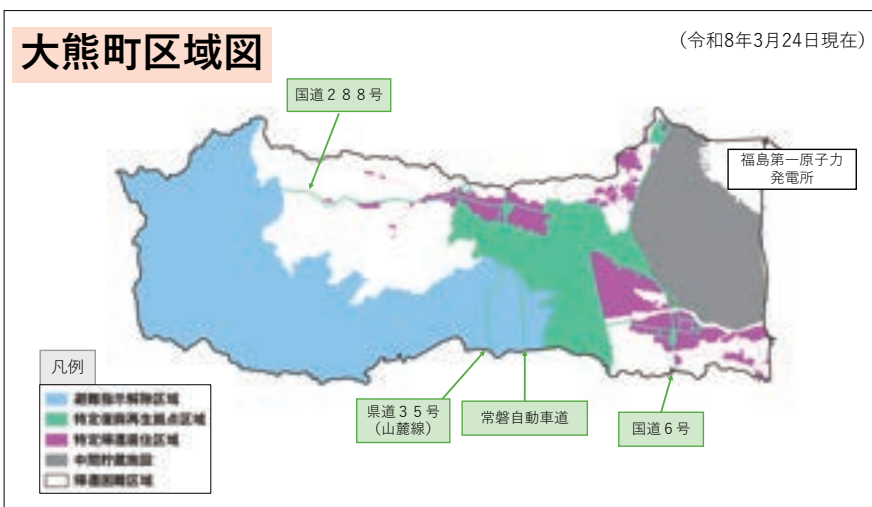 大熊町区域図
（令和8年3月24日現在）
国道２８８号
福島第一原子力
発電所
凡例
避難指示解除区域
特定復興再生拠点区域
特定帰還居住区域
中間貯蔵施設
帰還困難区域
県道３５号
（山麓線）
常磐自動車道
国道６号